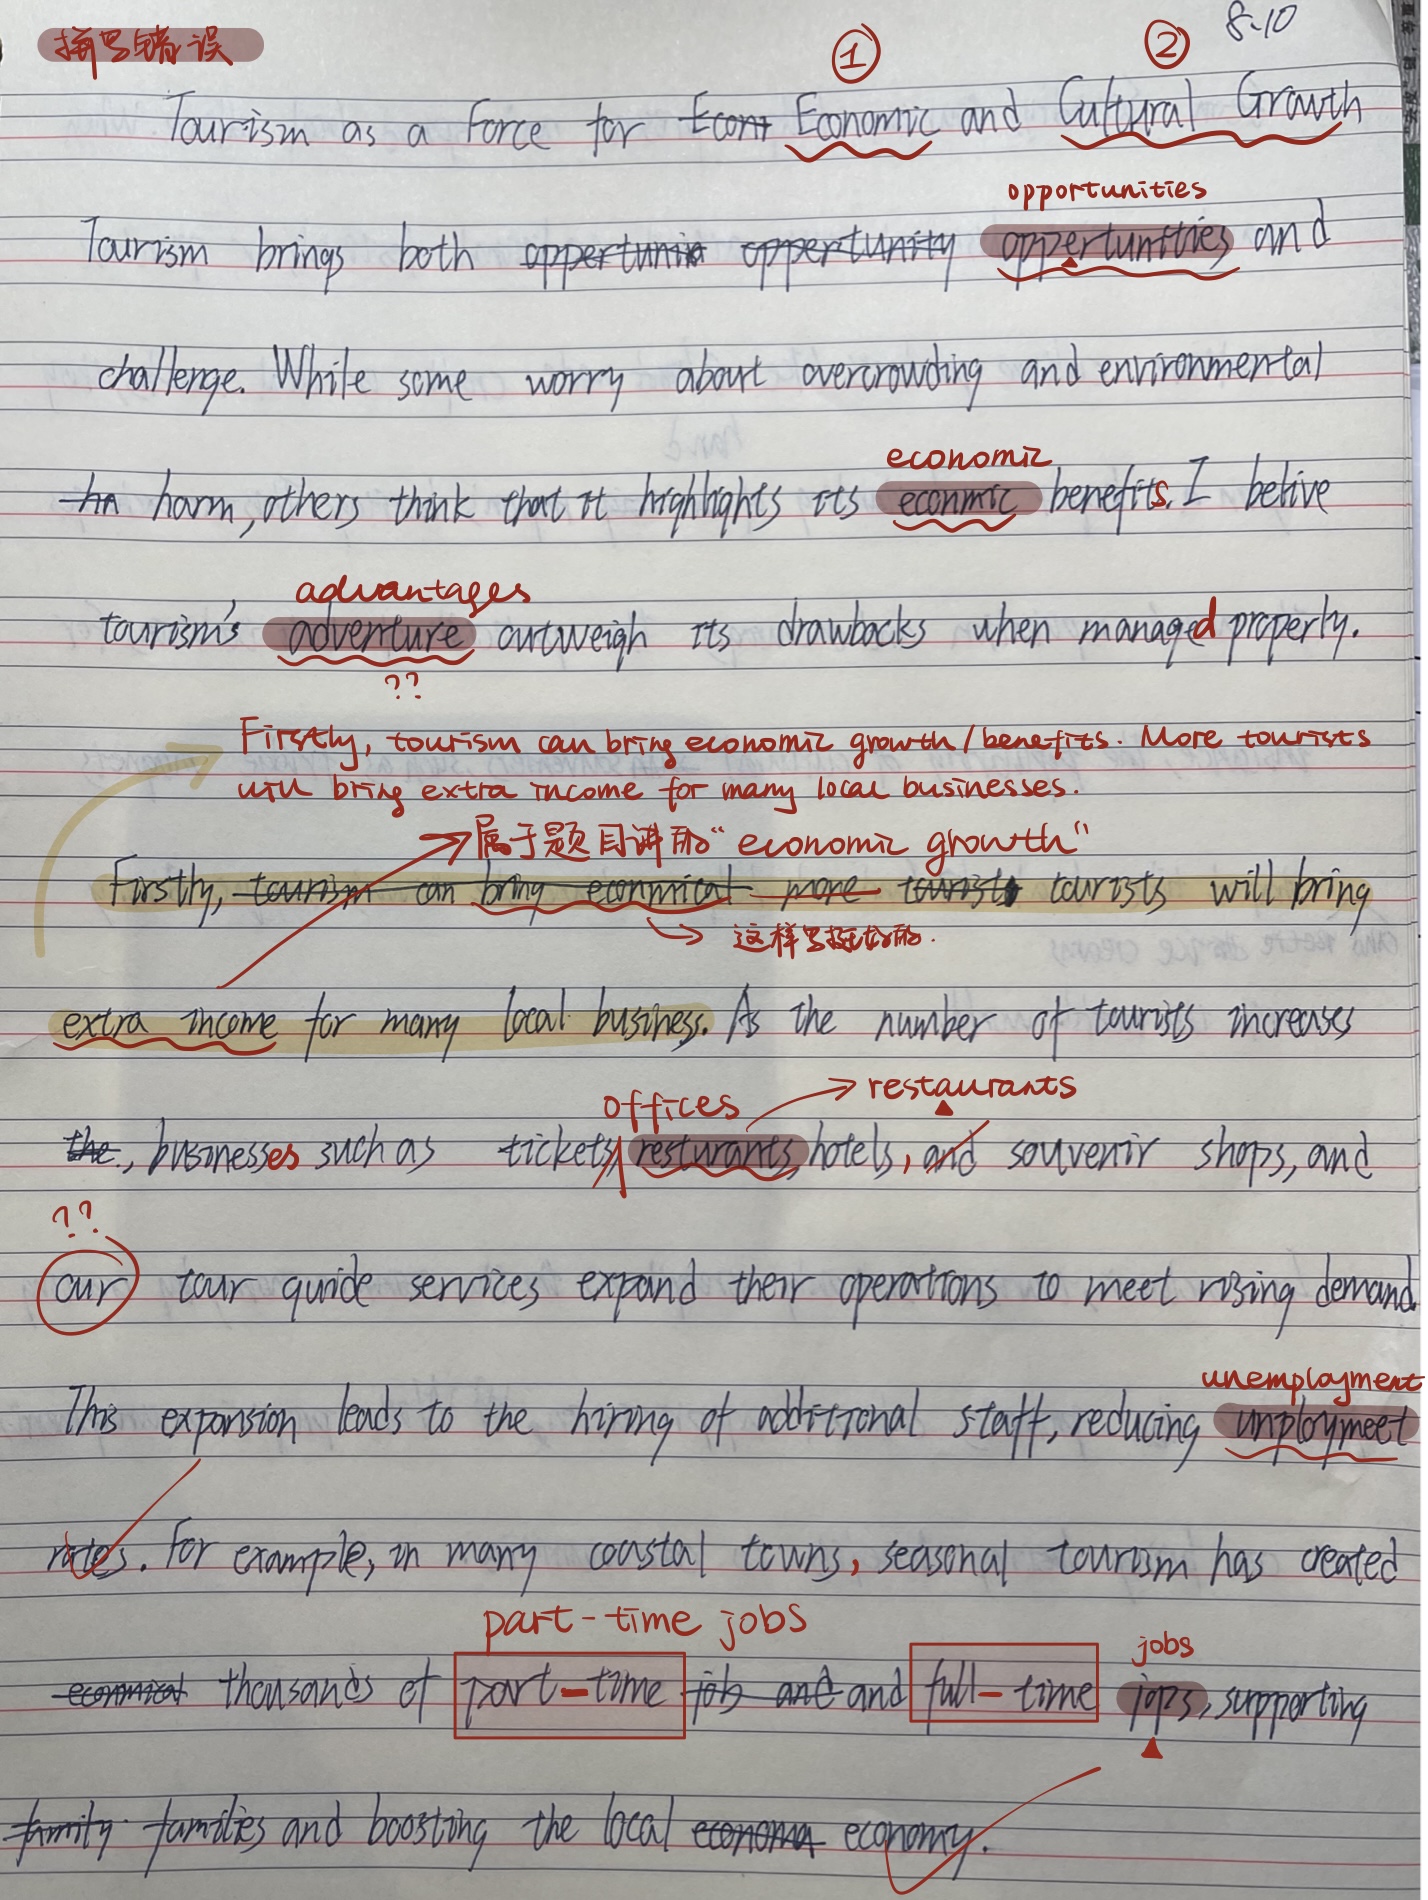 拼写错误
8.10
① ②
Tourism as a Force for Econt Economic and Cultural Growth
opportunities
Tourism brings both oppertunin oppertunity oppertunities and
challenge. While some worry about overcrowding and environmental
economic
hn harm, others think that it highlights its econmic benefits. I belive
advantages
tourism's adventure outweigh its drawbacks when managed properly.
??
Firstly, tourism can bring economic growth/benefits. More tourists
will bring extra income for many local businesses.
属于题目讲的“economic growth”
Firstly, tourism can bring econmical more tourists tourists will bring
这样写挺好的.
extra income for many local business. As the number of tourists increases
offices restaurants
the, businesses such as tickets, resturants hotels, and souvenir shops, and
??
our tour guide services expand their operations to meet rising demand
unemployment
This expansion leads to the hiring of additional staff, reducing unploymeet
rates. For example, in many coastal towns, seasonal tourism has created
part-time jobs
jobs
economical thousands of part-time job and and full-time jops, supporting
family families and boosting the local economa economy.